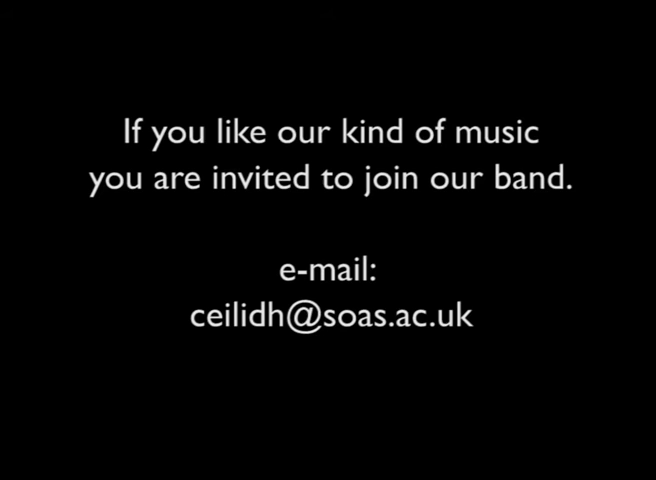 If you like our kind of music
you are invited to join our band.
e-mail:
ceilidh@soas.ac.uk